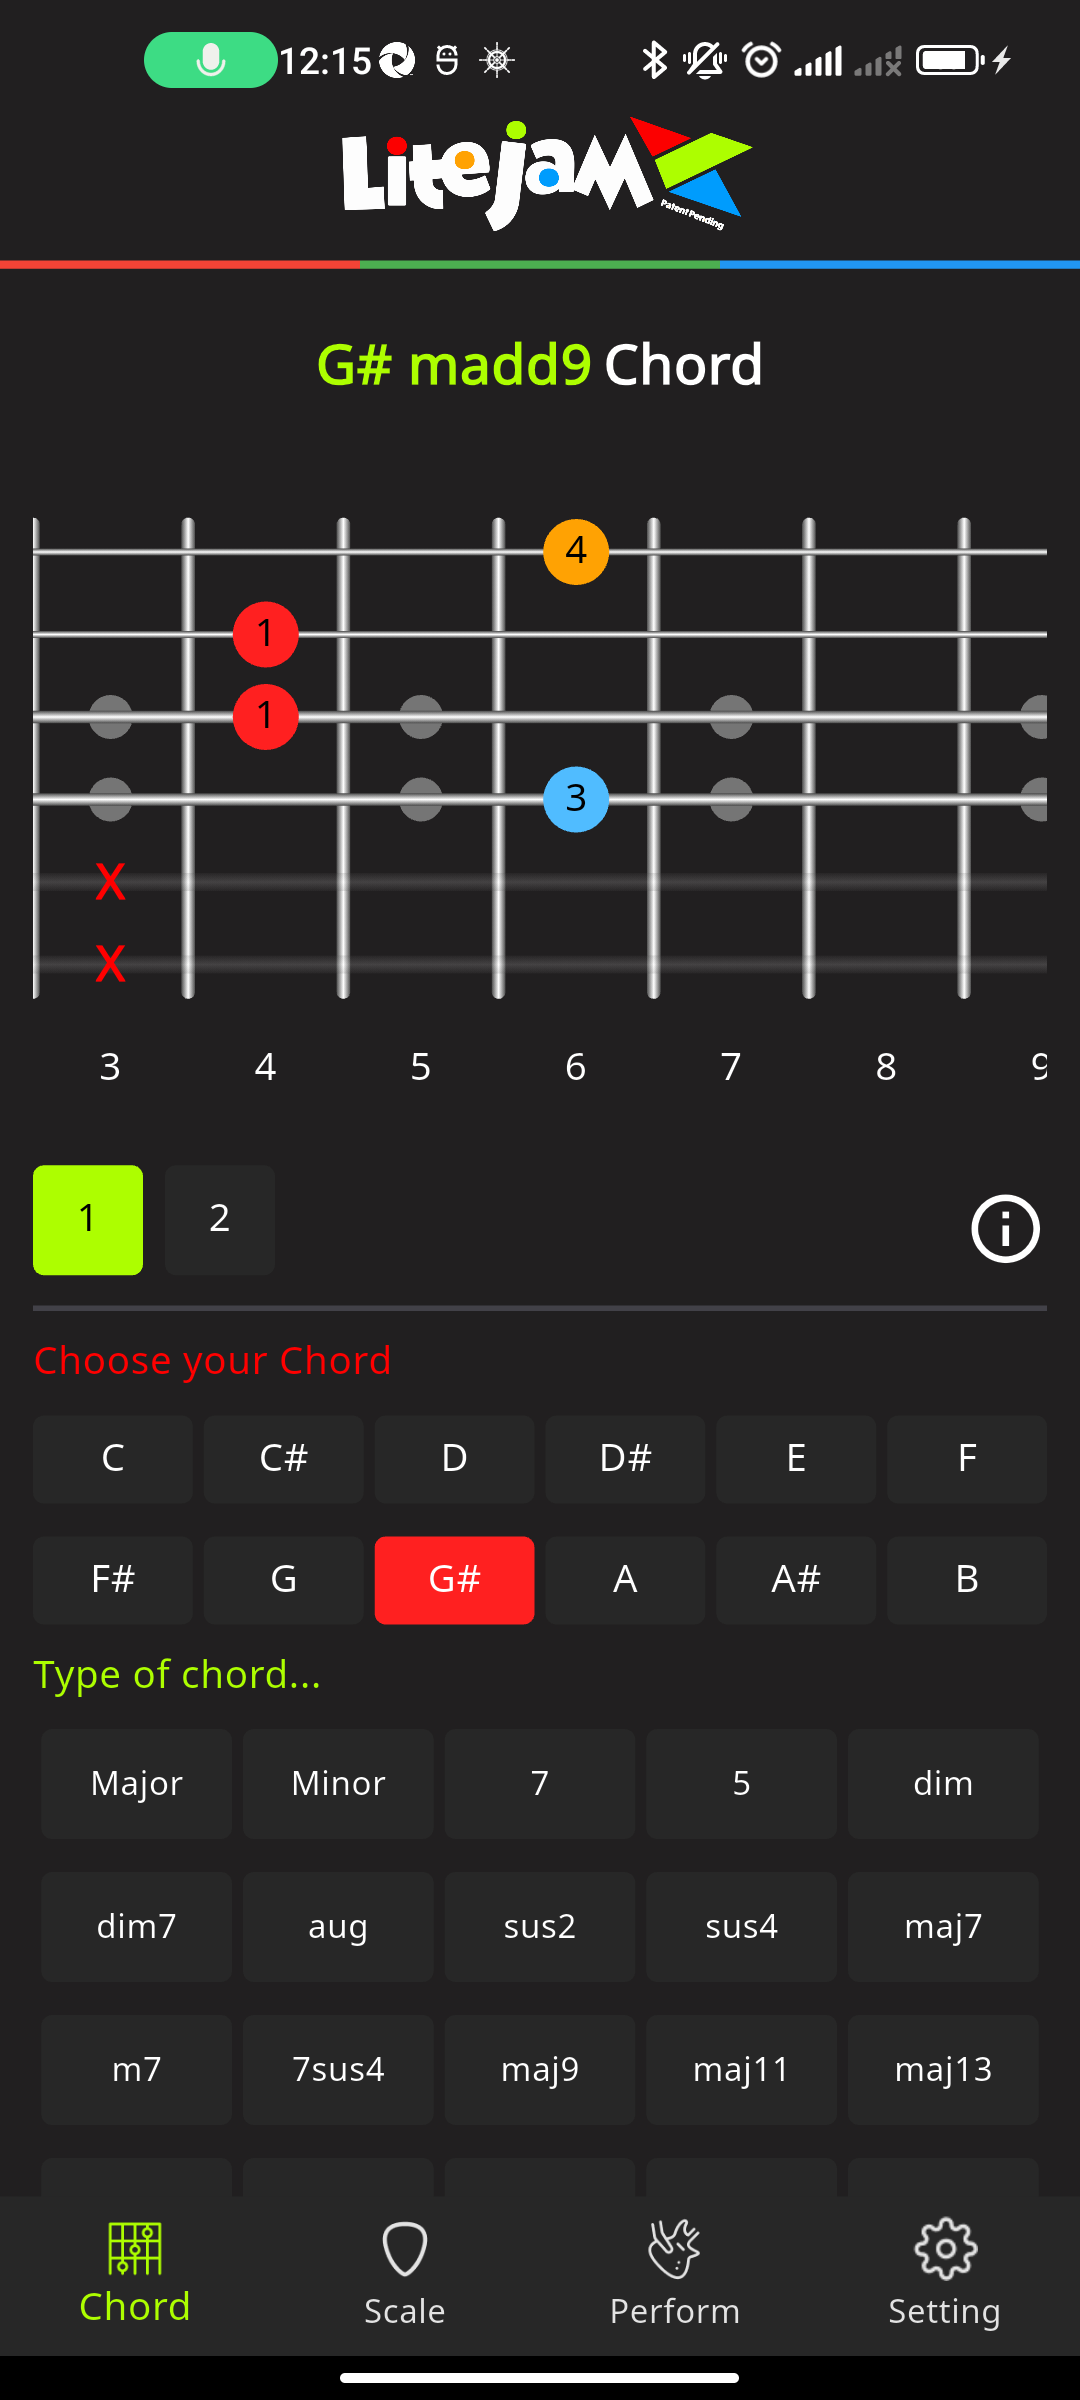 12:15
Litejam
Patent Pending
G# madd9 Chord
4
1
1
3
X
X
3 4 5 6 7 8 9
1 2
Choose your Chord
C C# D D# E F
F# G G# A A# B
Type of chord...
Major Minor 7 5 dim
dim7 aug sus2 sus4 maj7
m7 7sus4 maj9 maj11 maj13
Chord Scale Perform Setting